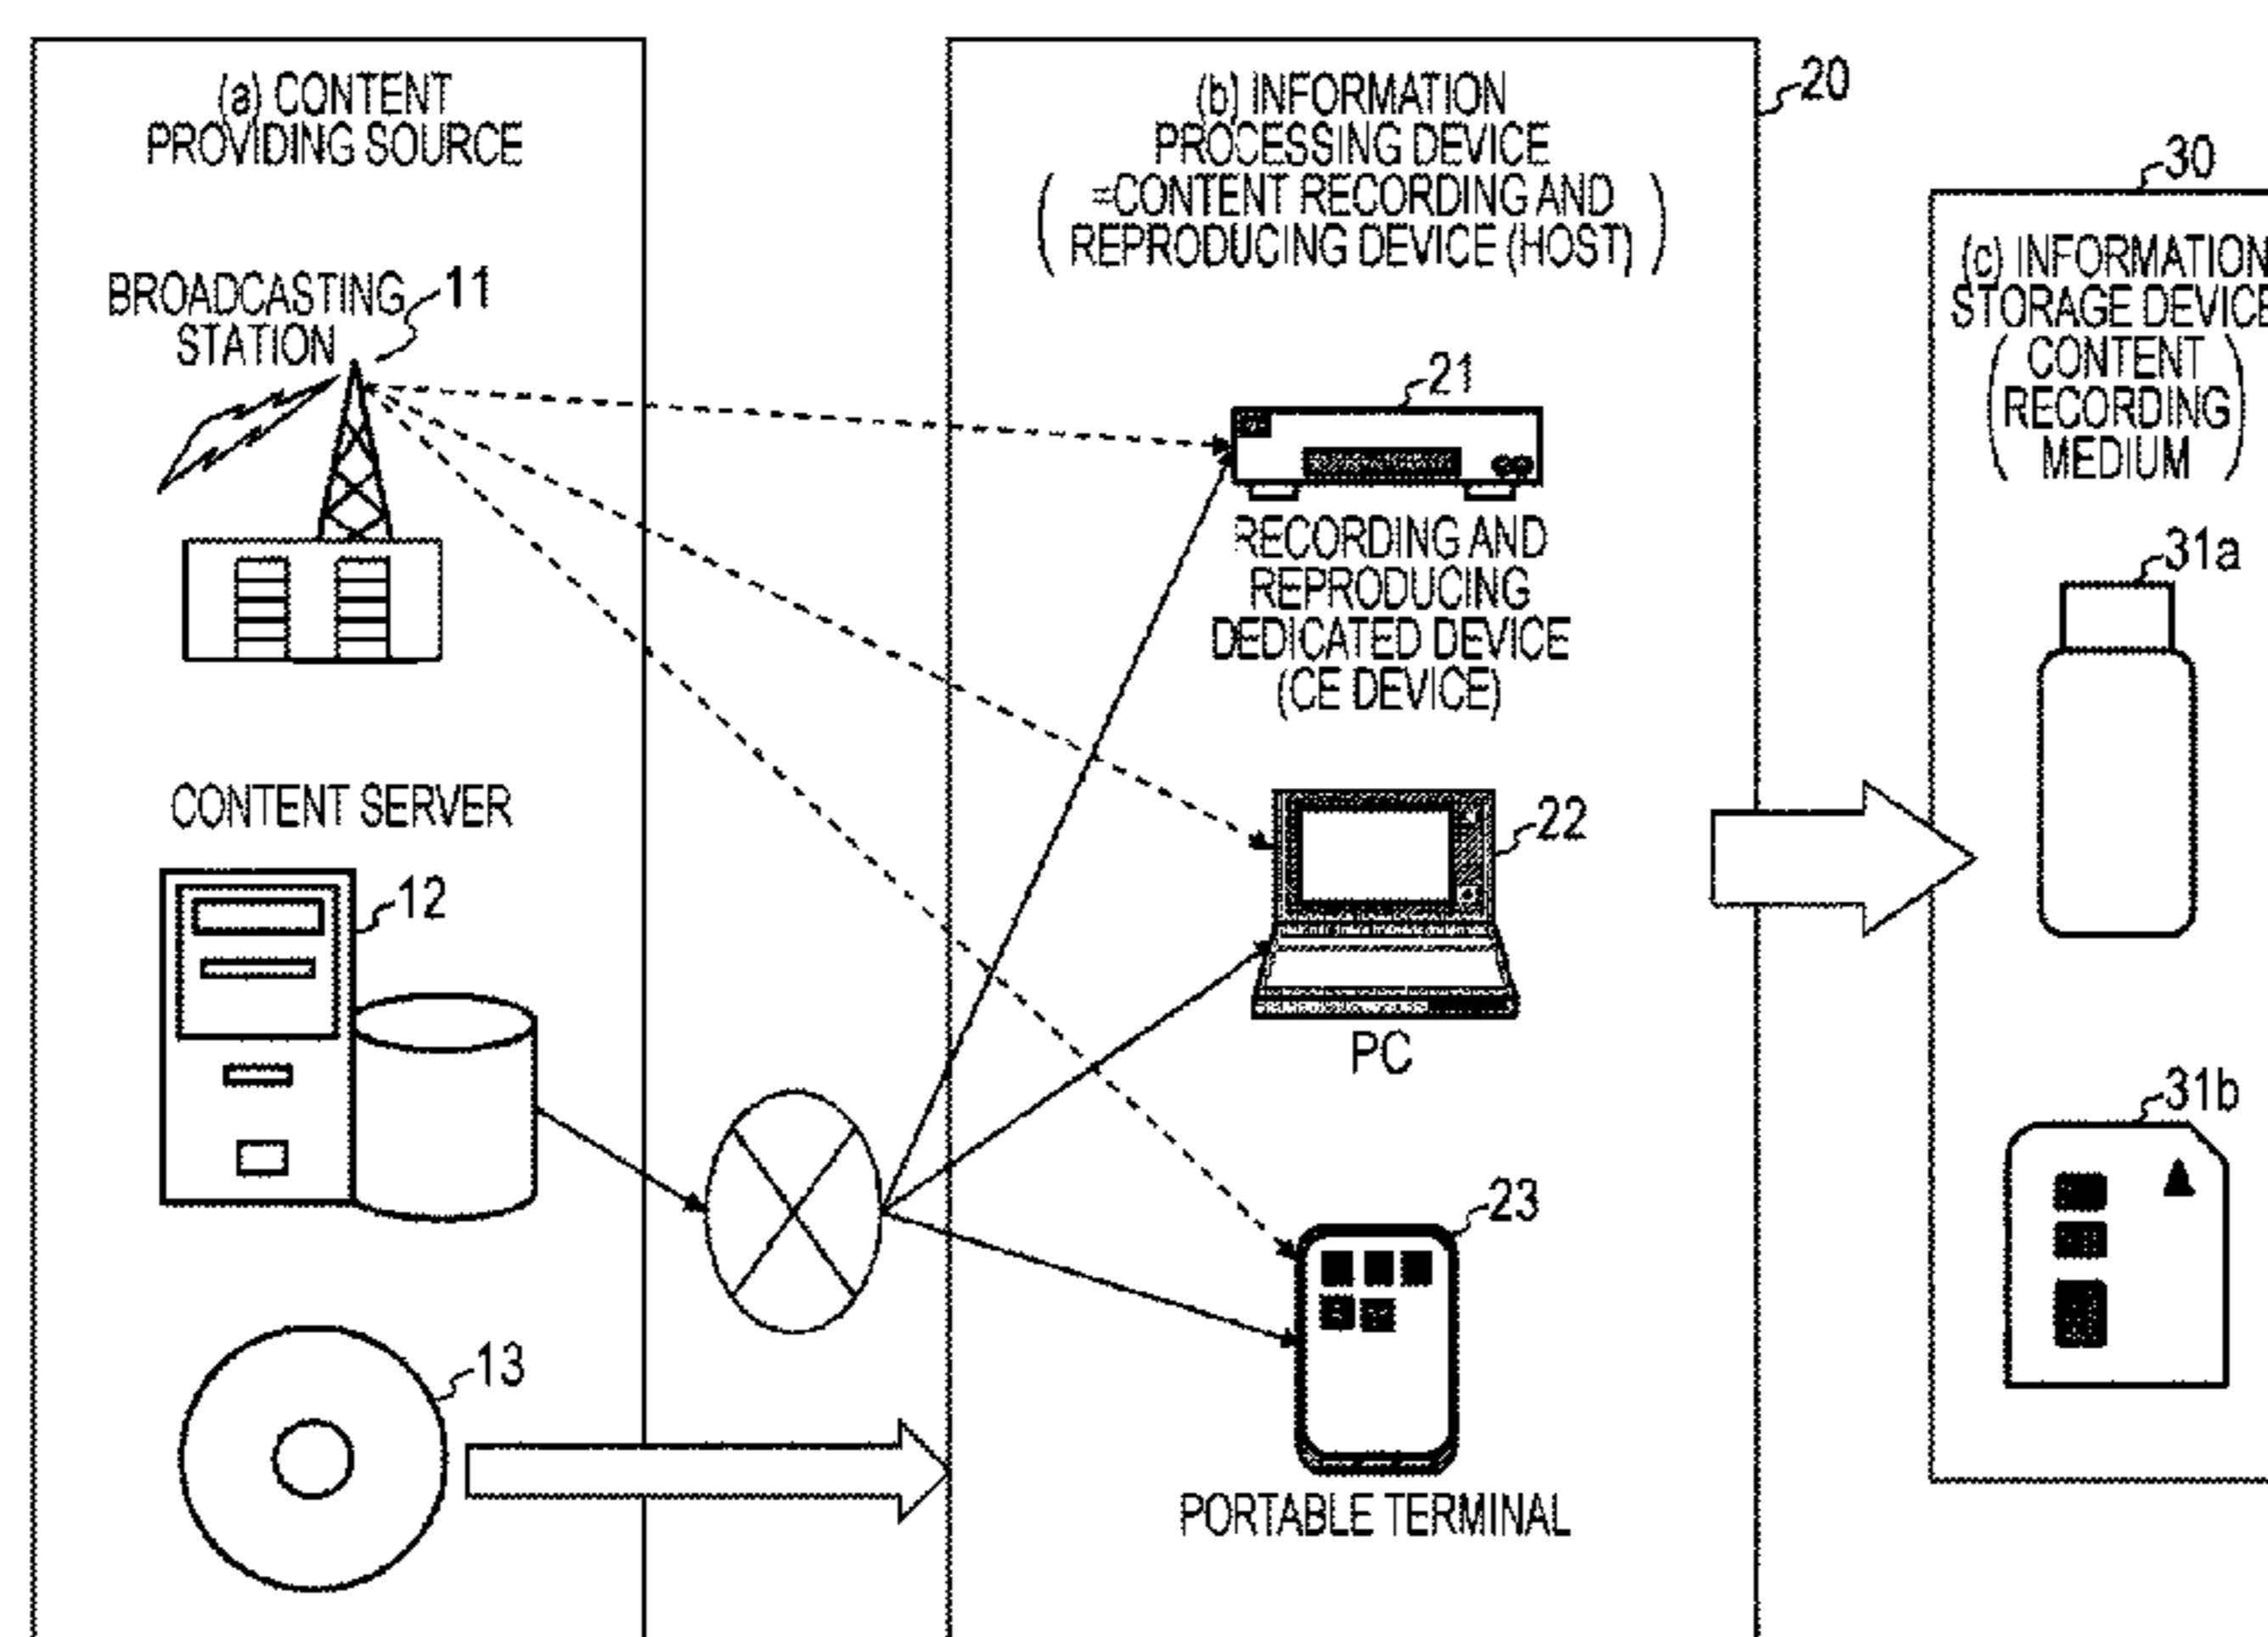 (a) CONTENT
PROVIDING SOURCE
BROADCASTING
STATION
11
CONTENT SERVER
12
13
(b) INFORMATION
PROCESSING DEVICE
=CONTENT RECORDING AND
REPRODUCING DEVICE (HOST)
20
21
RECORDING AND
REPRODUCING
DEDICATED DEVICE
(CE DEVICE)
22
PC
23
PORTABLE TERMINAL
30
(c) INFORMATION
STORAGE DEVICE
CONTENT
RECORDING
MEDIUM
31a
31b